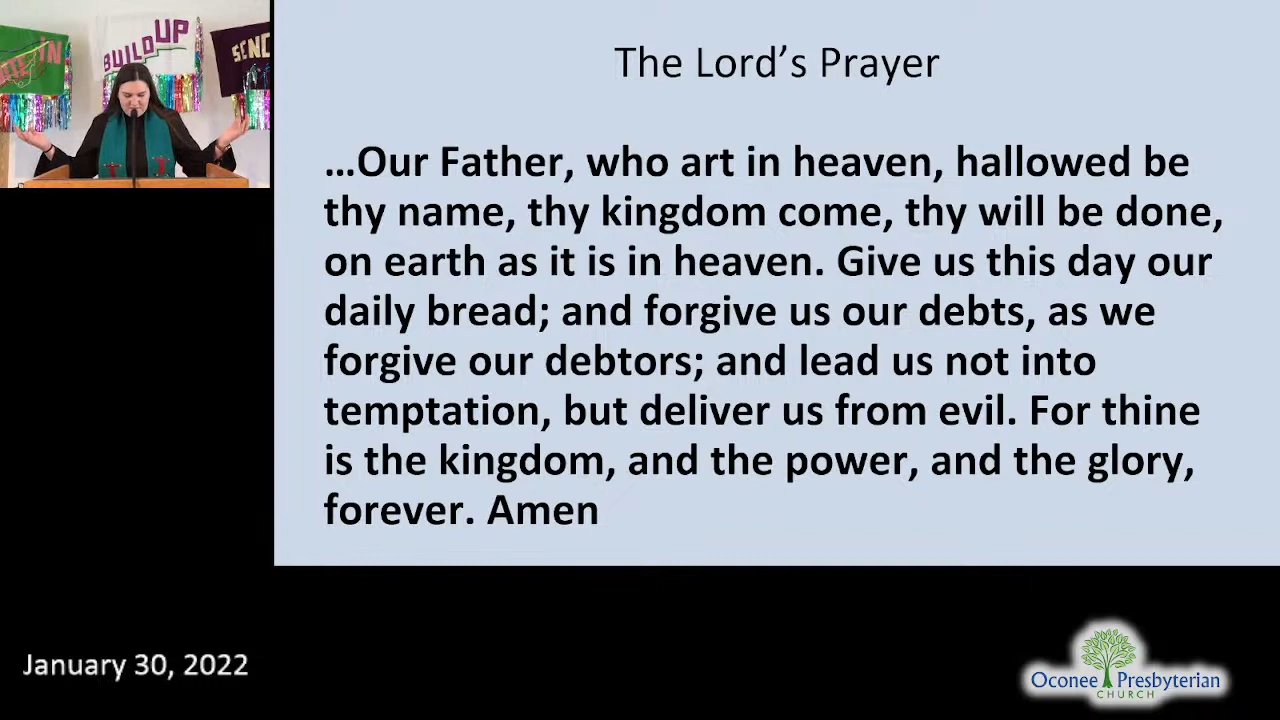 IN
BUILD UP
SEND
The Lord's Prayer
…Our Father, who art in heaven, hallowed be
thy name, thy kingdom come, thy will be done,
on earth as it is in heaven. Give us this day our
daily bread; and forgive us our debts, as we
forgive our debtors; and lead us not into
temptation, but deliver us from evil. For thine
is the kingdom, and the power, and the glory,
forever. Amen
January 30, 2022
Oconee Presbyterian
CHURCH